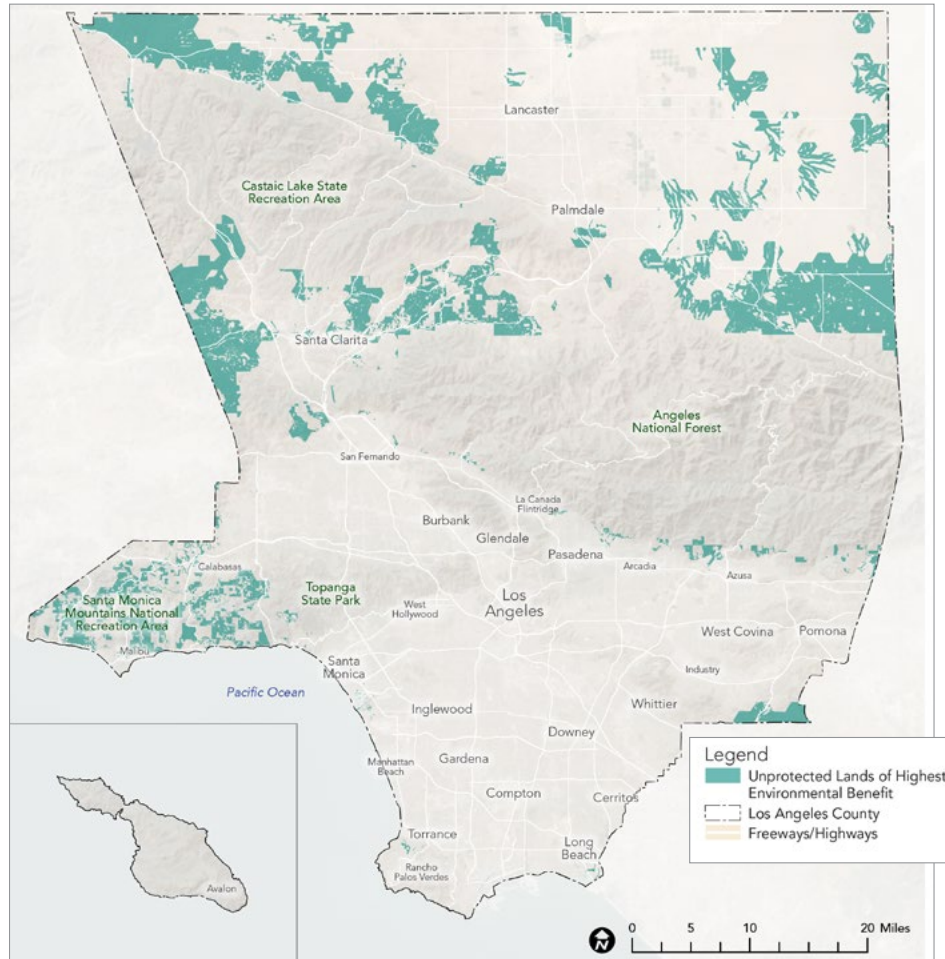 Lancaster
Castaic Lake State
Recreation Area
Palmdale
Santa Clarita
Angeles
National Forest
San Fernando
La Canada
Flintridge
Burbank
Glendale
Pasadena
Arcadia
Azusa
Calabasas
Topanga
State Park
Santa Monica
Mountains National
Recreation Area
West
Hollywood
Los
Angeles
West Covina
Pomona
Malibu
Santa
Monica
Industry
Pacific Ocean
Whittier
Inglewood
Downey
Manhattan
Beach
Gardena
Compton
Cerritos
Torrance
Long
Beach
Rancho
Palos Verdes
Avalon
Legend
Unprotected Lands of Highest
Environmental Benefit
Los Angeles County
Freeways/Highways
N
0 5 10 20 Miles